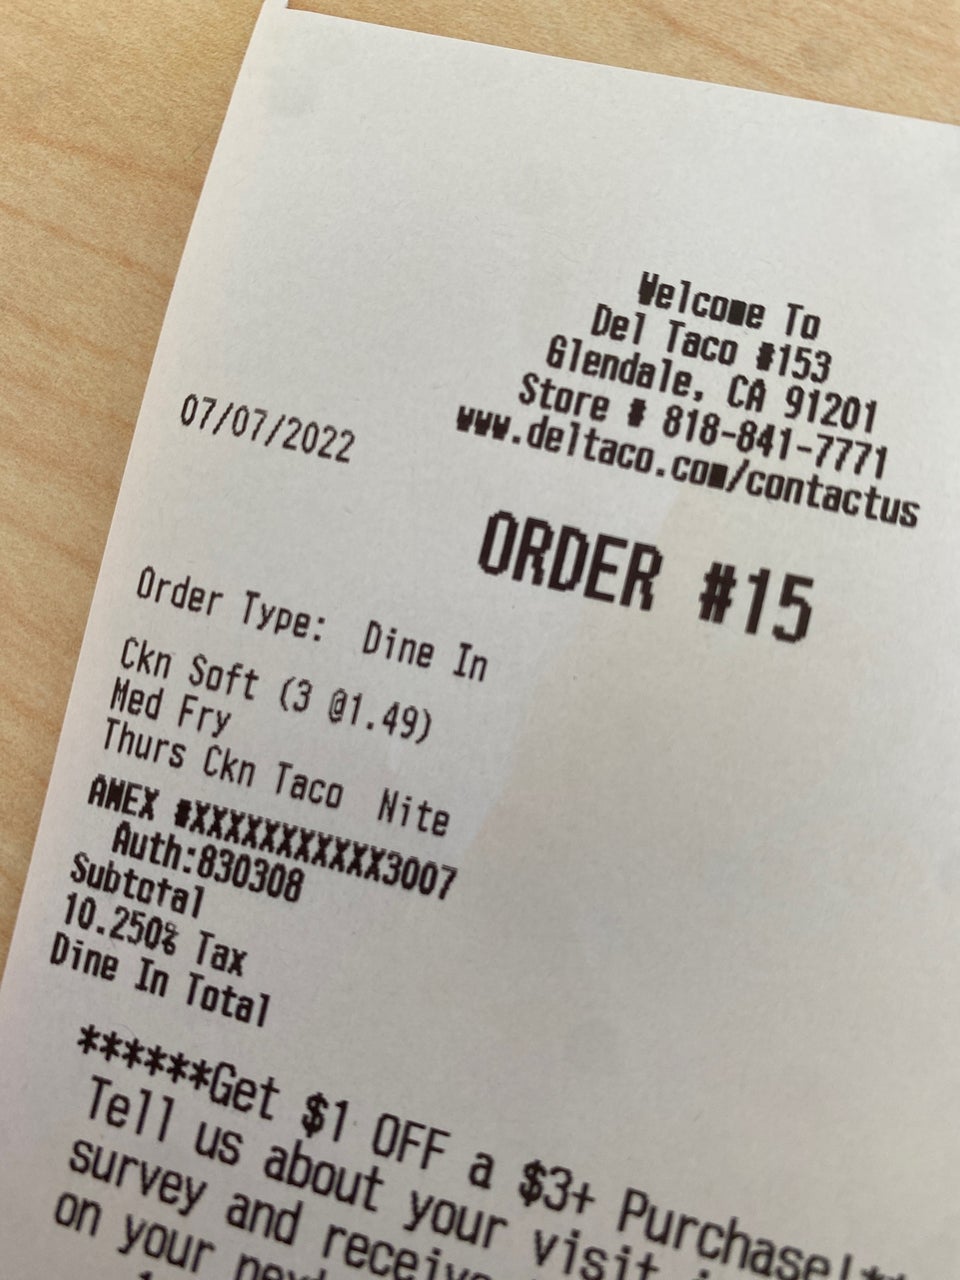 Welcome To
Del Taco #153
Glendale, CA 91201
Store # 818-841-7771
www.deltaco.com/contactus
07/07/2022
ORDER #15
Order Type: Dine In
Ckn Soft (3 @1.49)
Med Fry
Thurs Ckn Taco Nite
AMEX #XXXXXXXXXXX3007
Auth:830308
Subtotal
10.250% Tax
Dine In Total
******Get $1 OFF a $3+ Purchase!**
Tell us about your visit
survey and receive
on your next